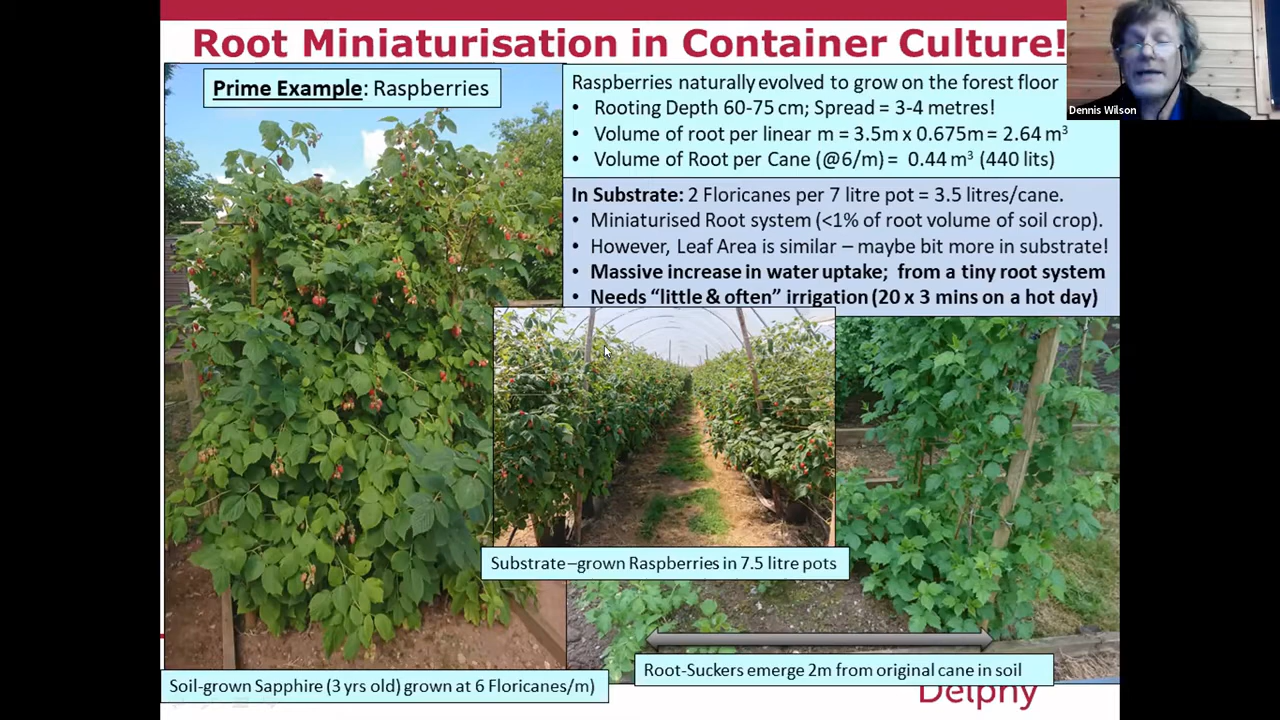 Root Miniaturisation in Container Culture!
Prime Example: Raspberries
Raspberries naturally evolved to grow on the forest floor
• Rooting Depth 60-75 cm; Spread = 3-4 metres!
• Volume of root per linear m = 3.5m x 0.675m = 2.64 m³
• Volume of Root per Cane (@6/m) = 0.44 m³ (440 lits)
In Substrate: 2 Floricanes per 7 litre pot = 3.5 litres/cane.
• Miniaturised Root system (<1% of root volume of soil crop).
• However, Leaf Area is similar – maybe bit more in substrate!
• Massive increase in water uptake; from a tiny root system
• Needs “little & often” irrigation (20 x 3 mins on a hot day)
Dennis Wilson
Substrate–grown Raspberries in 7.5 litre pots
Root-Suckers emerge 2m from original cane in soil
Soil-grown Sapphire (3 yrs old) grown at 6 Floricanes/m)
Delphy